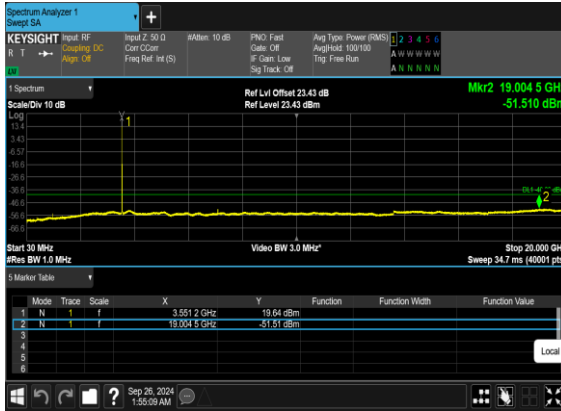 Spectrum Analyzer 1
Swept SA
+
KEYSIGHT Input: RF Input Z: 50 Ω #Atten: 10 dB PNO: Fast Avg Type: Power (RMS) 1 2 3 4 5 6
R T Coupling: DC Corr CCorr Gate: Off Avg|Hold: 100/100 A W W W W W
Align: Off Freq Ref: Int (S) IF Gain: Low Trig: Free Run
Sig Track: Off A N N N N N
1 Spectrum Ref Lvl Offset 23.43 dB Mkr2 19.004 5 GH
Scale/Div 10 dB Ref Level 23.43 dBm -51.510 dB
Log
1
13.4
3.43
-6.57
-16.6
-26.6
-36.6
2
-46.6
-56.6
-66.6
Start 30 MHz Video BW 3.0 MHz* Stop 20.000 GH
#Res BW 1.0 MHz Sweep 34.7 ms (40001 pts
5 Marker Table
Mode Trace Scale X Y Function Function Width Function Value
1 N 1 f 3.551 2 GHz 19.64 dBm
2 N 1 f 19.004 5 GHz -51.51 dBm
3
4
5
6
Local
? Sep 26, 2024
1:55:09 AM